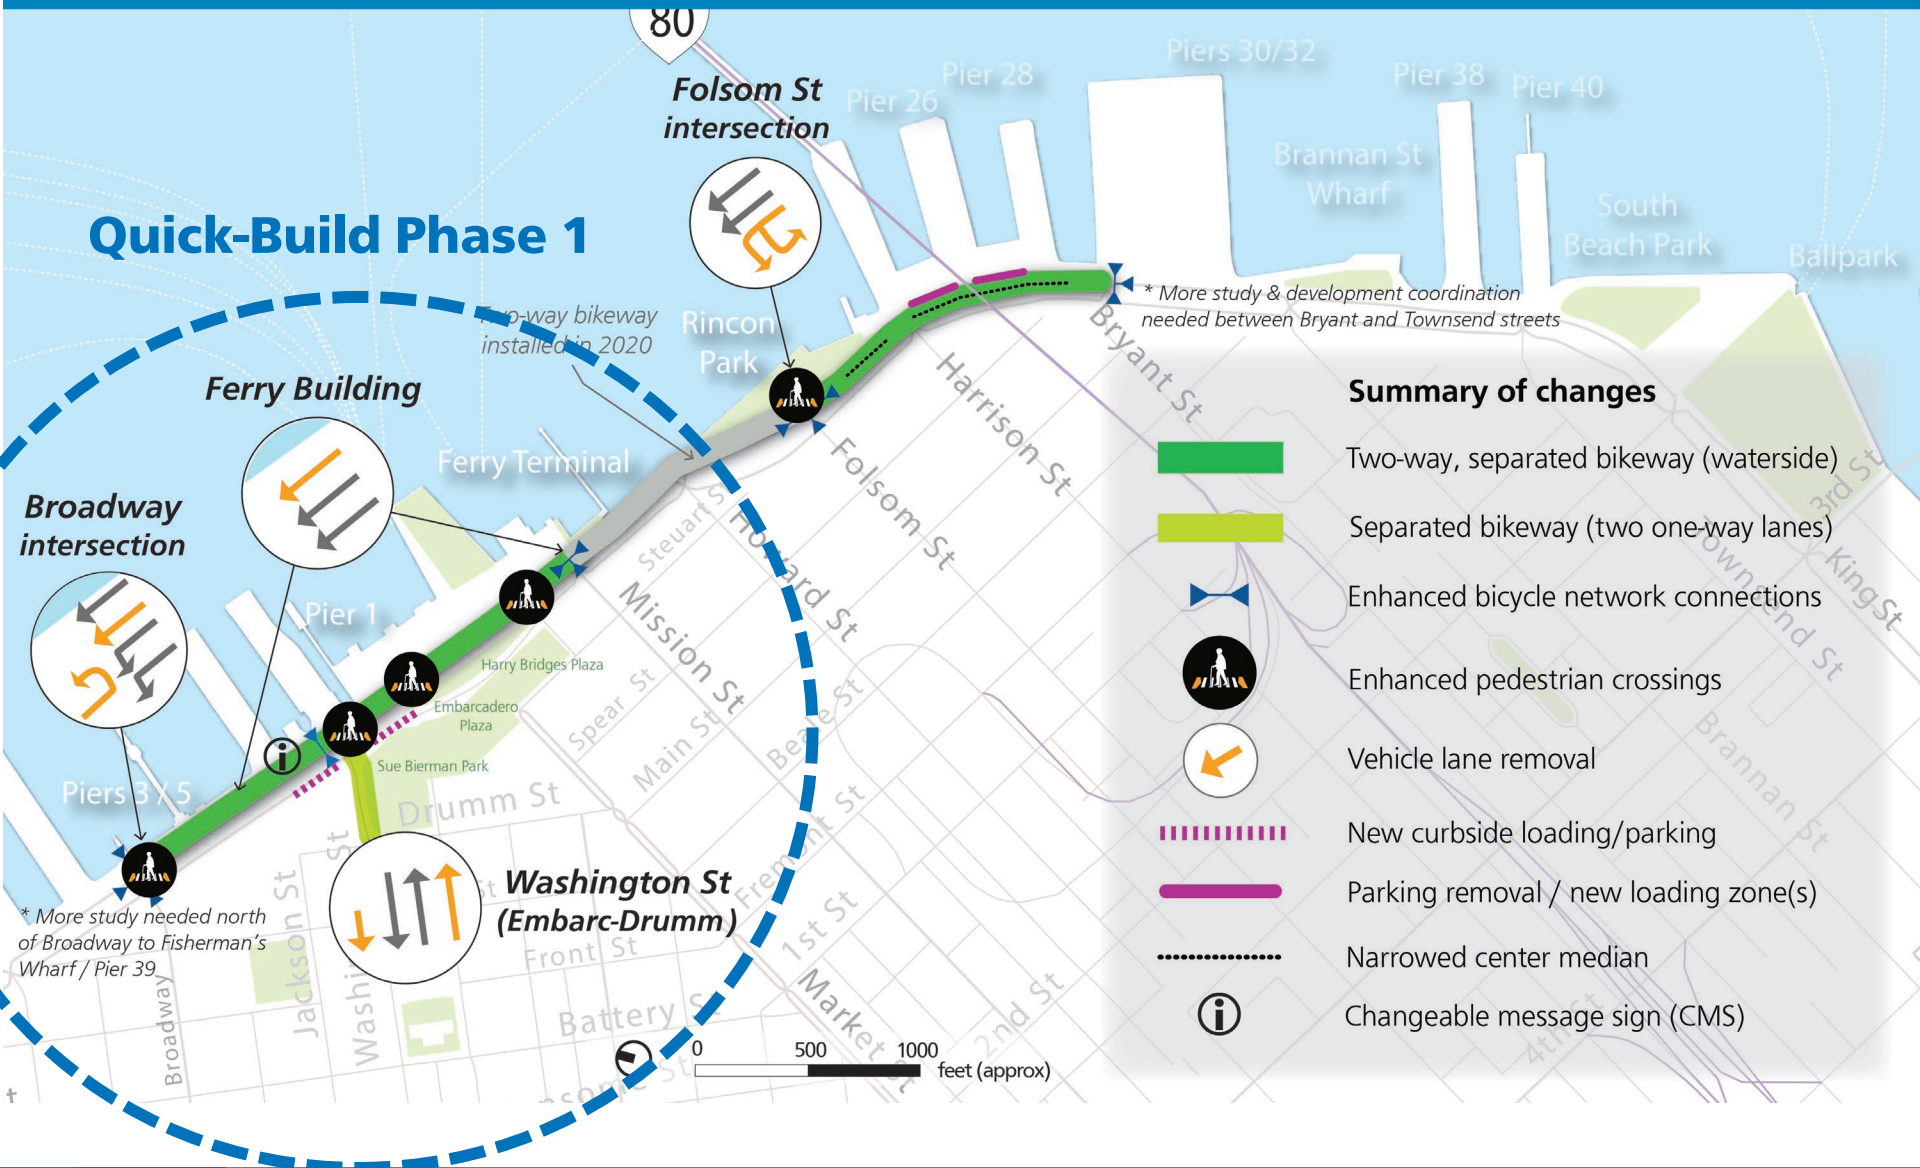 80
Folsom St
intersection
Pier 26
Pier 28
Piers 30/32
Pier 38
Pier 40
Brannan St
Wharf
South
Beach Park
Ballpark
Quick-Build Phase 1
Two-way bikeway
installed in 2020
Rincon
Park
* More study & development coordination
needed between Bryant and Townsend streets
Bryant St
Harrison St
Folsom St
Ferry Building
Ferry Terminal
Broadway
intersection
Steuart S
Howard St
Mission St
Pier 1
Harry Bridges Plaza
Embarcadero
Plaza
Sue Bierman Park
Spear St
Main St
Beale St
Piers 3 / 5
Drumm St
Fremont St
1st St
Market St
2nd St
Washington St
(Embarc-Drumm)
St
Front St
Battery S
nsome St
* More study needed north
of Broadway to Fisherman's
Wharf / Pier 39
Broadway
Jackson St
Washi
St
t
0 500 1000
feet (approx)
Summary of changes
Two-way, separated bikeway (waterside)
Separated bikeway (two one-way lanes)
Enhanced bicycle network connections
Enhanced pedestrian crossings
Vehicle lane removal
New curbside loading/parking
Parking removal / new loading zone(s)
Narrowed center median
Changeable message sign (CMS)
3rd St
King St
Townsend St
Brannan St
4th St